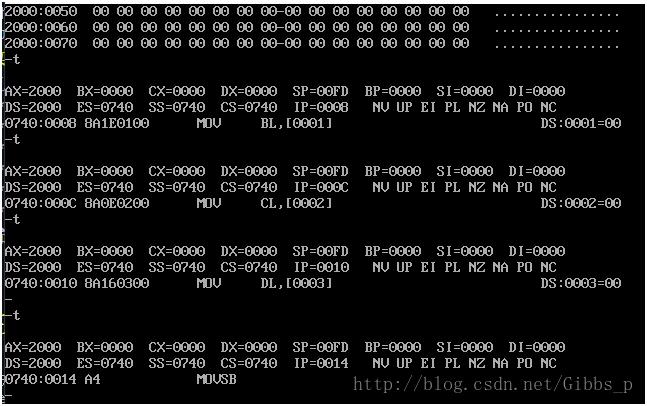 2000:0050  00 00 00 00 00 00 00 00-00 00 00 00 00 00 00 00   ................
2000:0060  00 00 00 00 00 00 00 00-00 00 00 00 00 00 00 00   ................
2000:0070  00 00 00 00 00 00 00 00-00 00 00 00 00 00 00 00   ................
-t
AX=2000  BX=0000  CX=0000  DX=0000  SP=00FD  BP=0000  SI=0000  DI=0000
DS=2000  ES=0740  SS=0740  CS=0740  IP=0008   NV UP EI PL NZ NA PO NC
0740:0008 8A1E0100      MOV     BL,[0001]                          DS:0001=00
-t
AX=2000  BX=0000  CX=0000  DX=0000  SP=00FD  BP=0000  SI=0000  DI=0000
DS=2000  ES=0740  SS=0740  CS=0740  IP=000C   NV UP EI PL NZ NA PO NC
0740:000C 8A0E0200      MOV     CL,[0002]                          DS:0002=00
-t
AX=2000  BX=0000  CX=0000  DX=0000  SP=00FD  BP=0000  SI=0000  DI=0000
DS=2000  ES=0740  SS=0740  CS=0740  IP=0010   NV UP EI PL NZ NA PO NC
0740:0010 8A160300      MOV     DL,[0003]                          DS:0003=00
-
-t
AX=2000  BX=0000  CX=0000  DX=0000  SP=00FD  BP=0000  SI=0000  DI=0000
DS=2000  ES=0740  SS=0740  CS=0740  IP=0014   NV UP EI PL NZ NA PO NC
0740:0014 A4            MOVSB
-
http://blog.csdn.net/Gibbs_p